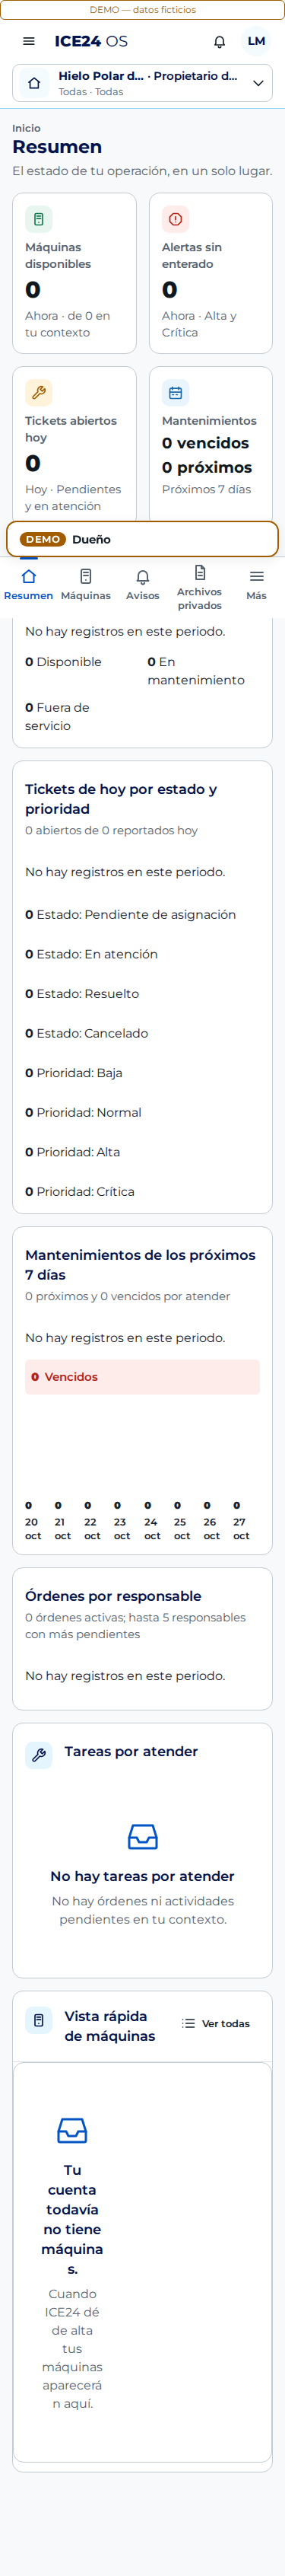 DEMO — datos ficticios
ICE24 OS
LM
Hielo Polar d... · Propietario d...
Todas · Todas
Inicio
Resumen
El estado de tu operación, en un solo lugar.
Máquinas
disponibles
0
Ahora · de 0 en
tu contexto
Alertas sin
enterado
0
Ahora · Alta y
Crítica
Tickets abiertos
hoy
0
Hoy · Pendientes
y en atención
Mantenimientos
0 vencidos
0 próximos
Próximos 7 días
DEMO Dueño
Resumen
Máquinas
Avisos
Archivos
privados
Más
No hay registros en este periodo.
0 Disponible
0 En
mantenimiento
0 Fuera de
servicio
Tickets de hoy por estado y
prioridad
0 abiertos de 0 reportados hoy
No hay registros en este periodo.
0 Estado: Pendiente de asignación
0 Estado: En atención
0 Estado: Resuelto
0 Estado: Cancelado
0 Prioridad: Baja
0 Prioridad: Normal
0 Prioridad: Alta
0 Prioridad: Crítica
Mantenimientos de los próximos
7 días
0 próximos y 0 vencidos por atender
No hay registros en este periodo.
0 Vencidos
0 0 0 0 0 0 0 0
20 21 22 23 24 25 26 27
oct oct oct oct oct oct oct oct
Órdenes por responsable
0 órdenes activas; hasta 5 responsables
con más pendientes
No hay registros en este periodo.
Tareas por atender
No hay tareas por atender
No hay órdenes ni actividades
pendientes en tu contexto.
Vista rápida
de máquinas
Ver todas
Tu
cuenta
todavía
no tiene
máquina
s.
Cuando
ICE24 dé
de alta
tus
máquinas
aparecerá
n aquí.